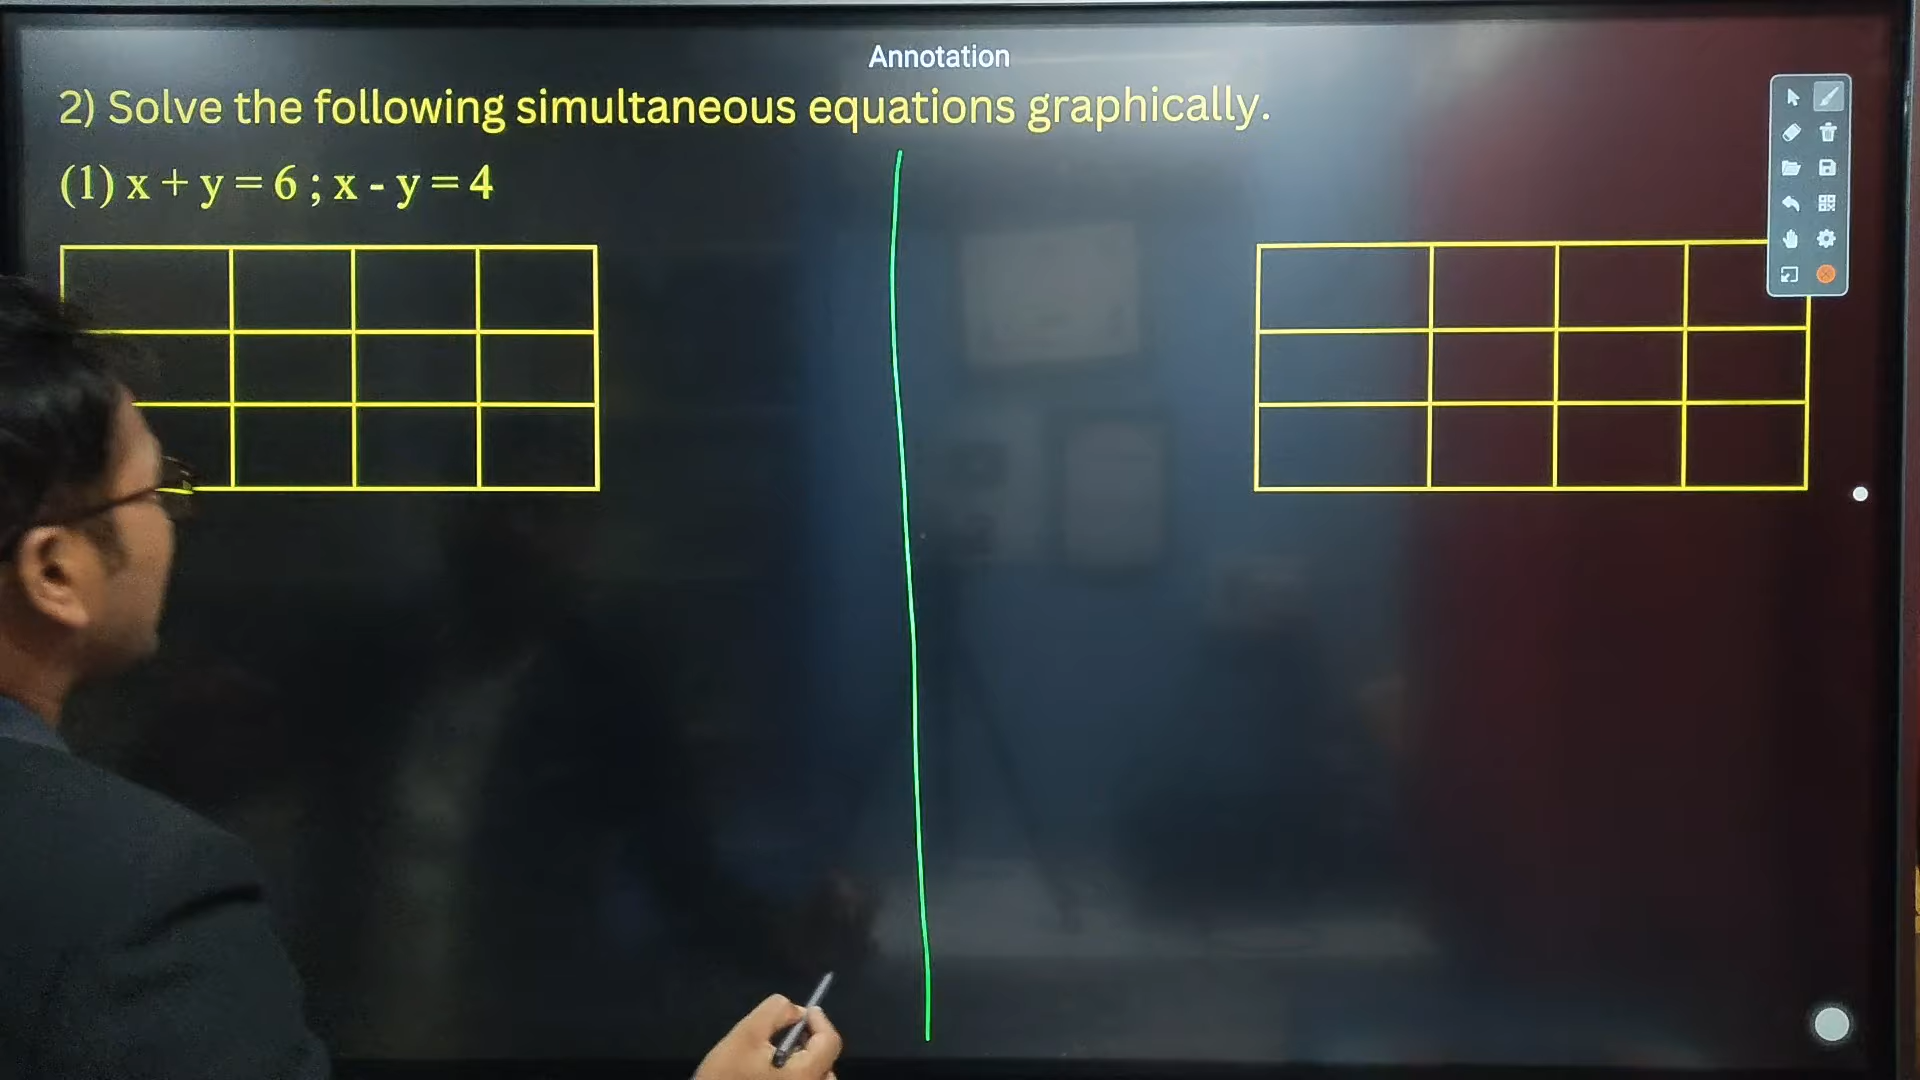 Annotation
2) Solve the following simultaneous equations graphically.
(1) x + y = 6 ; x - y = 4